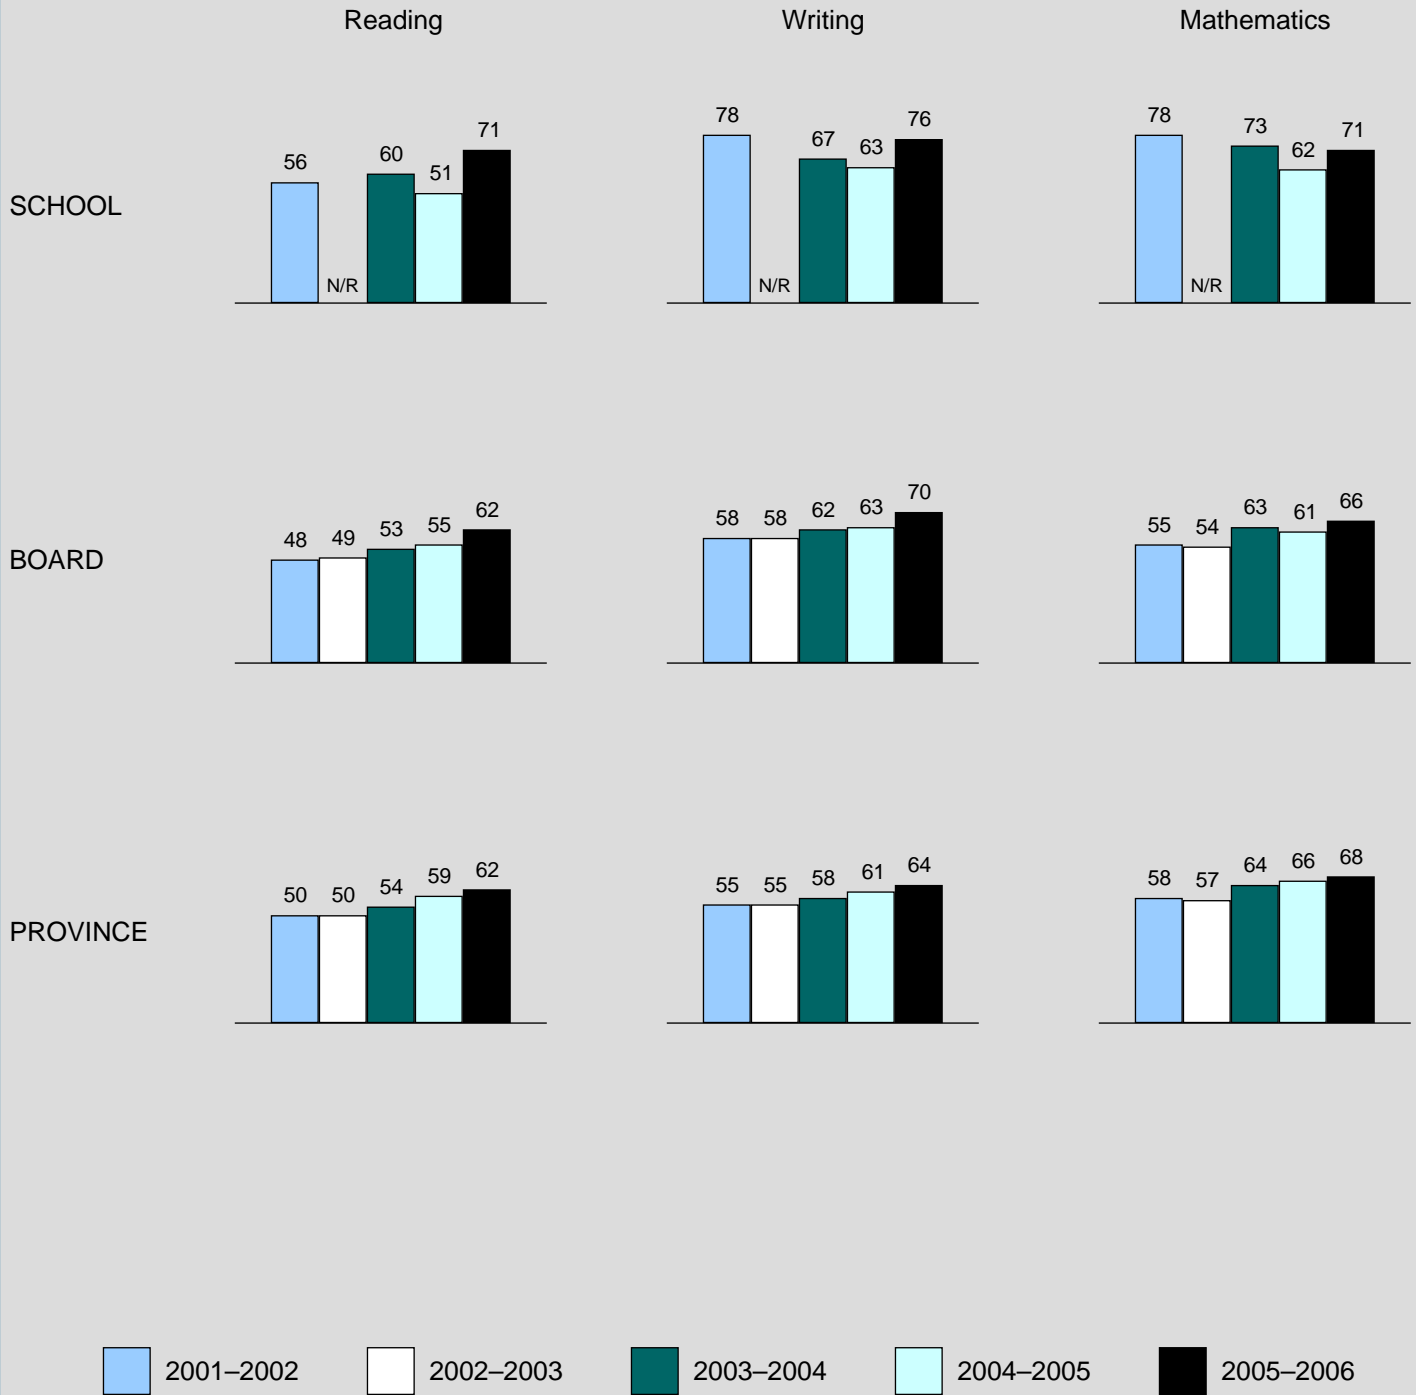 Reading Writing Mathematics
78 78
71 67 76 73 71
56 60 51 63 62
SCHOOL
N/R N/R N/R
62 70 66
48 49 53 55 58 58 62 63 55 54 63 61
BOARD
50 50 54 59 62 55 55 58 61 64 58 57 64 66 68
PROVINCE
2001–2002 2002–2003 2003–2004 2004–2005 2005–2006